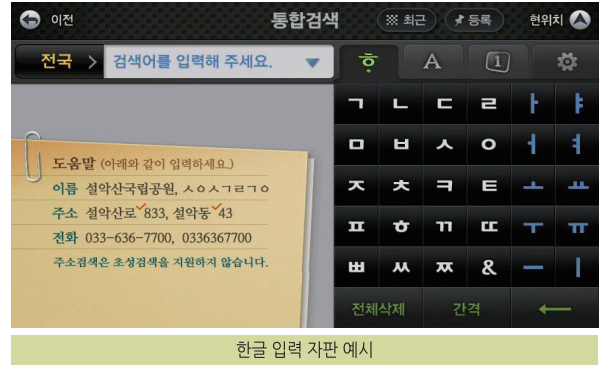 이전 통합검색 최근 등록 현위치
전국 > 검색어를 입력해 주세요. ㅎ A 1
ㄱ ㄴ ㄷ ㄹ ㅏ ㅑ
ㅁ ㅂ ㅅ ㅇ ㅓ ㅕ
ㅈ ㅊ ㅋ ㅌ ㅗ ㅛ
ㅍ ㅎ ㄲ ㄸ ㅜ ㅠ
ㅃ ㅆ ㅉ & ㅡ ㅣ
전체삭제 간격 ←
도움말 (아래와 같이 입력하세요.)
이름 설악산국립공원, ㅅㅇㅅㄱㄹㄱㅇ
주소 설악산로✓833, 설악동✓43
전화 033-636-7700, 0336367700
주소검색은 초성검색을 지원하지 않습니다.
한글 입력 자판 예시